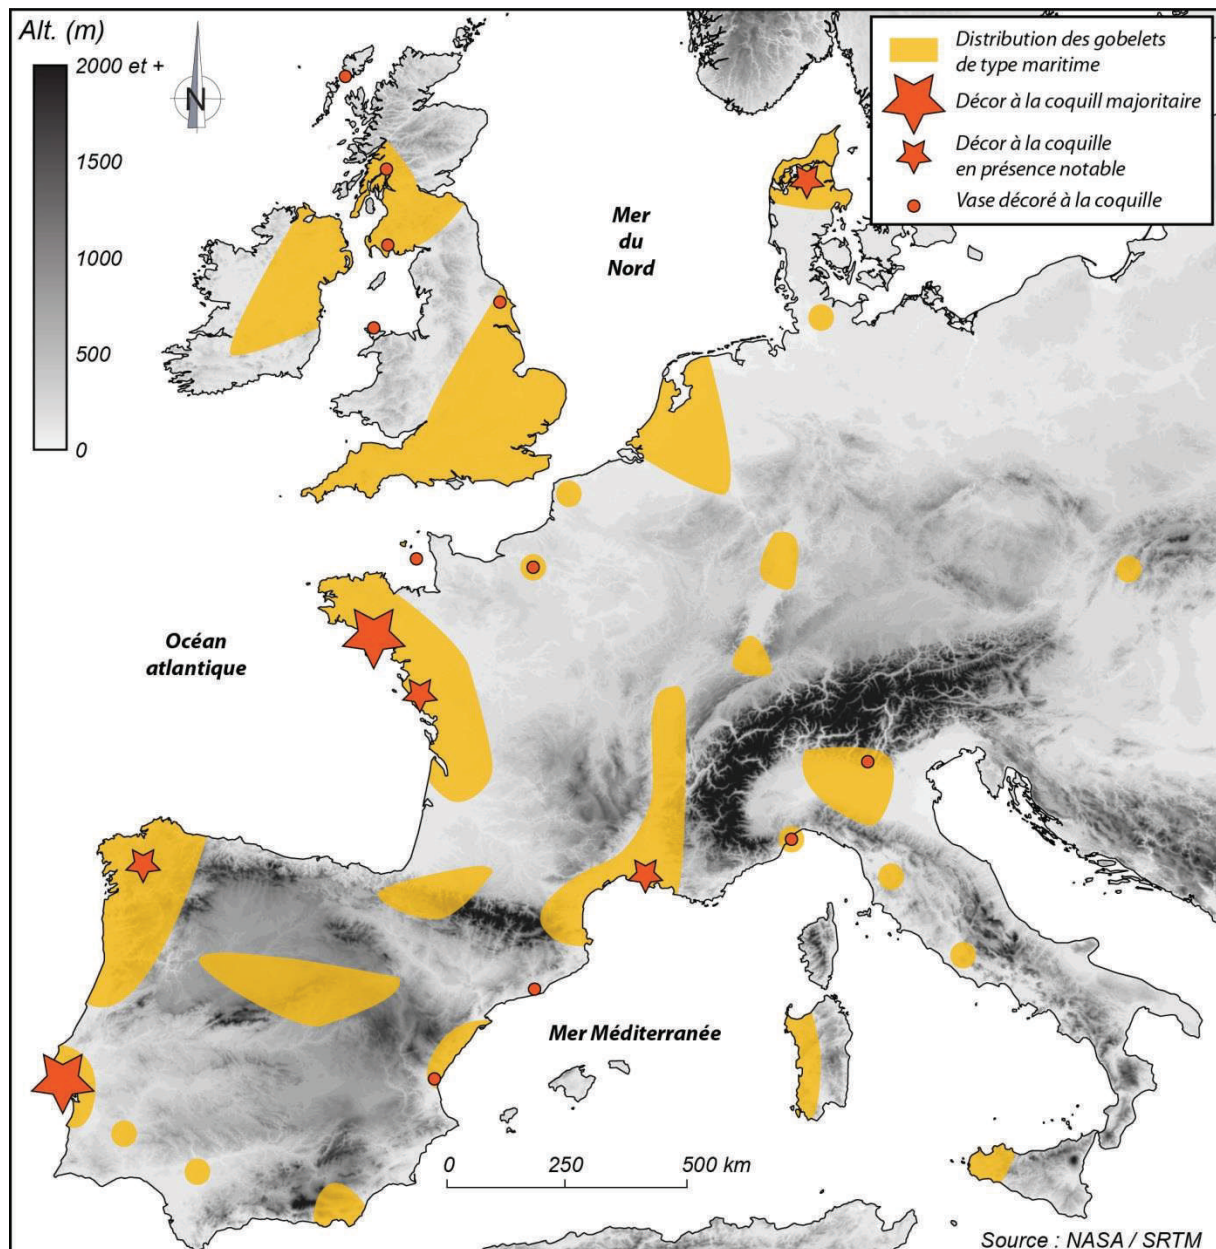 Alt. (m)
2000 et +
1500
1000
500
0
N
Distribution des gobelets
de type maritime
Décor à la coquill majoritaire
Décor à la coquille
en présence notable
Vase décoré à la coquille
Mer
du
Nord
Océan
atlantique
Mer Méditerranée
0 250 500 km
Source : NASA / SRTM